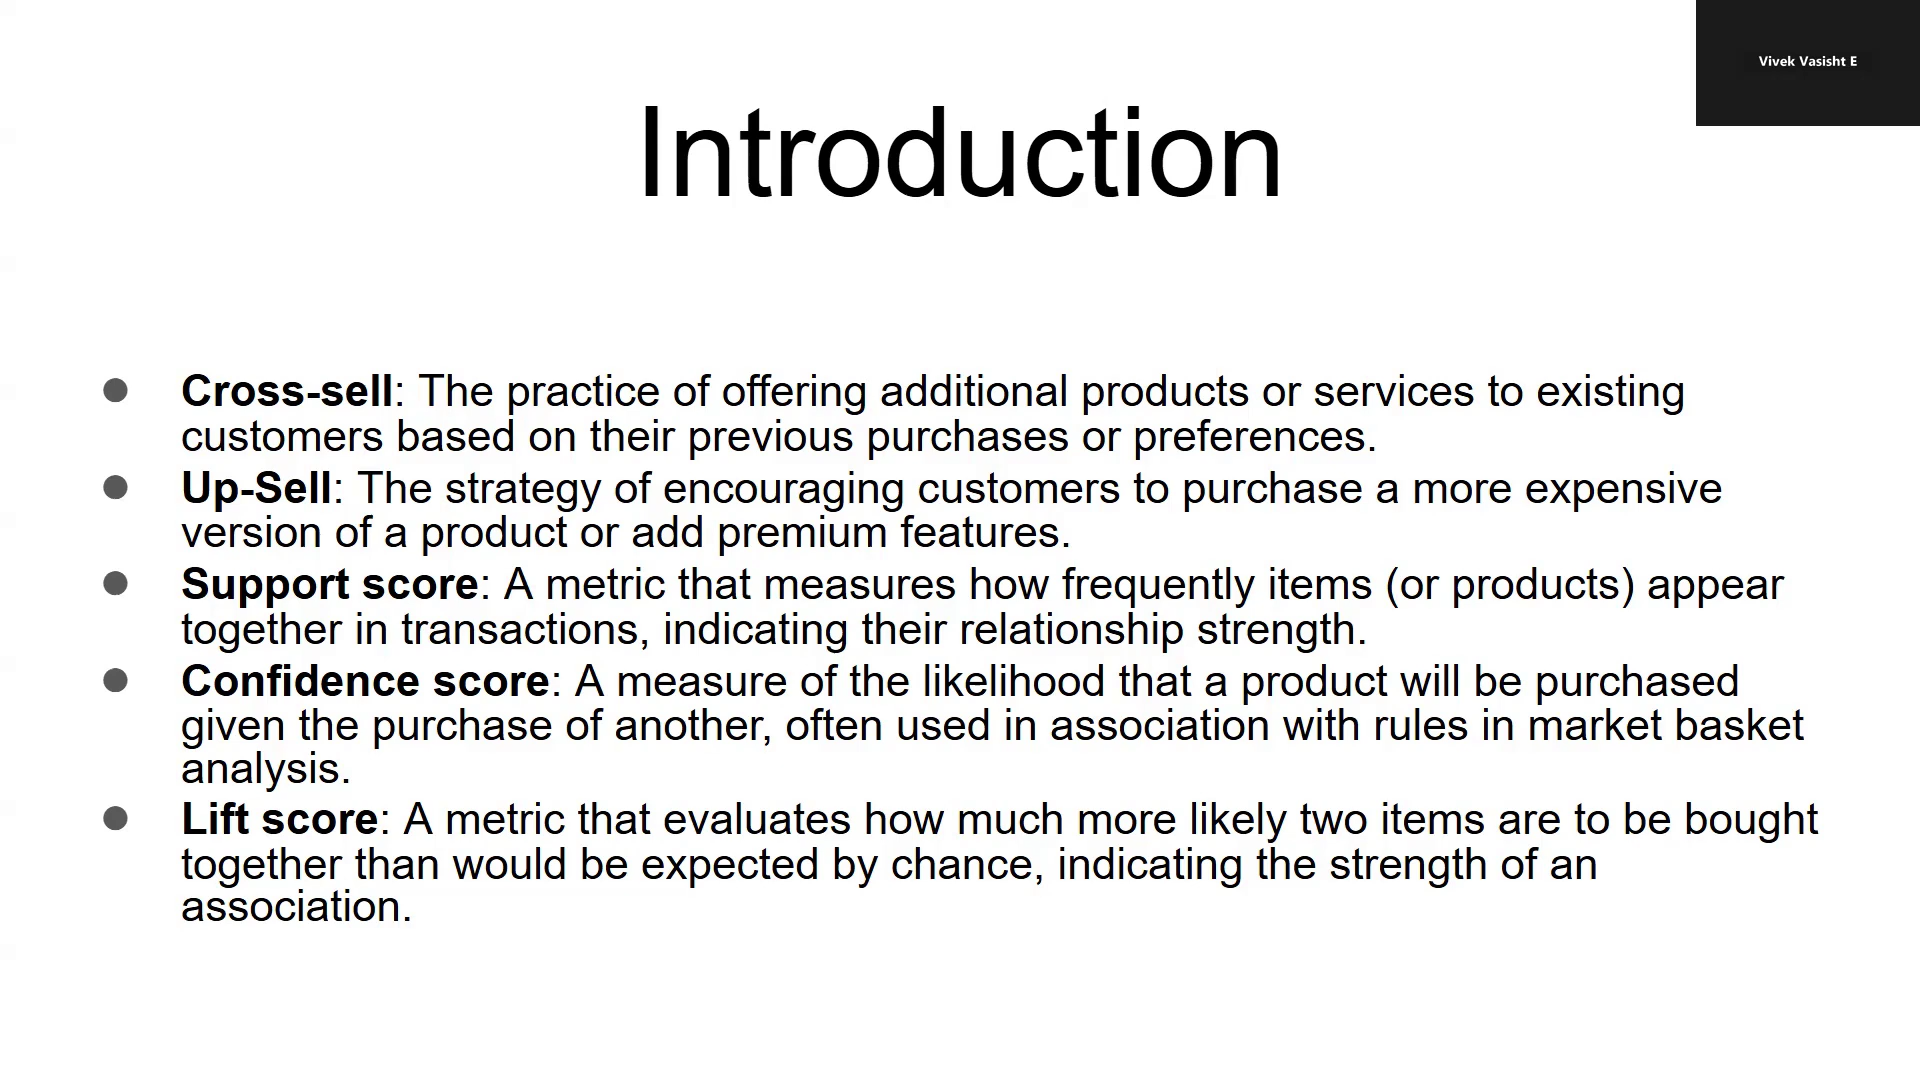 Vivek Vasisht E
Introduction
● Cross-sell: The practice of offering additional products or services to existing
customers based on their previous purchases or preferences.
● Up-Sell: The strategy of encouraging customers to purchase a more expensive
version of a product or add premium features.
● Support score: A metric that measures how frequently items (or products) appear
together in transactions, indicating their relationship strength.
● Confidence score: A measure of the likelihood that a product will be purchased
given the purchase of another, often used in association with rules in market basket
analysis.
● Lift score: A metric that evaluates how much more likely two items are to be bought
together than would be expected by chance, indicating the strength of an
association.